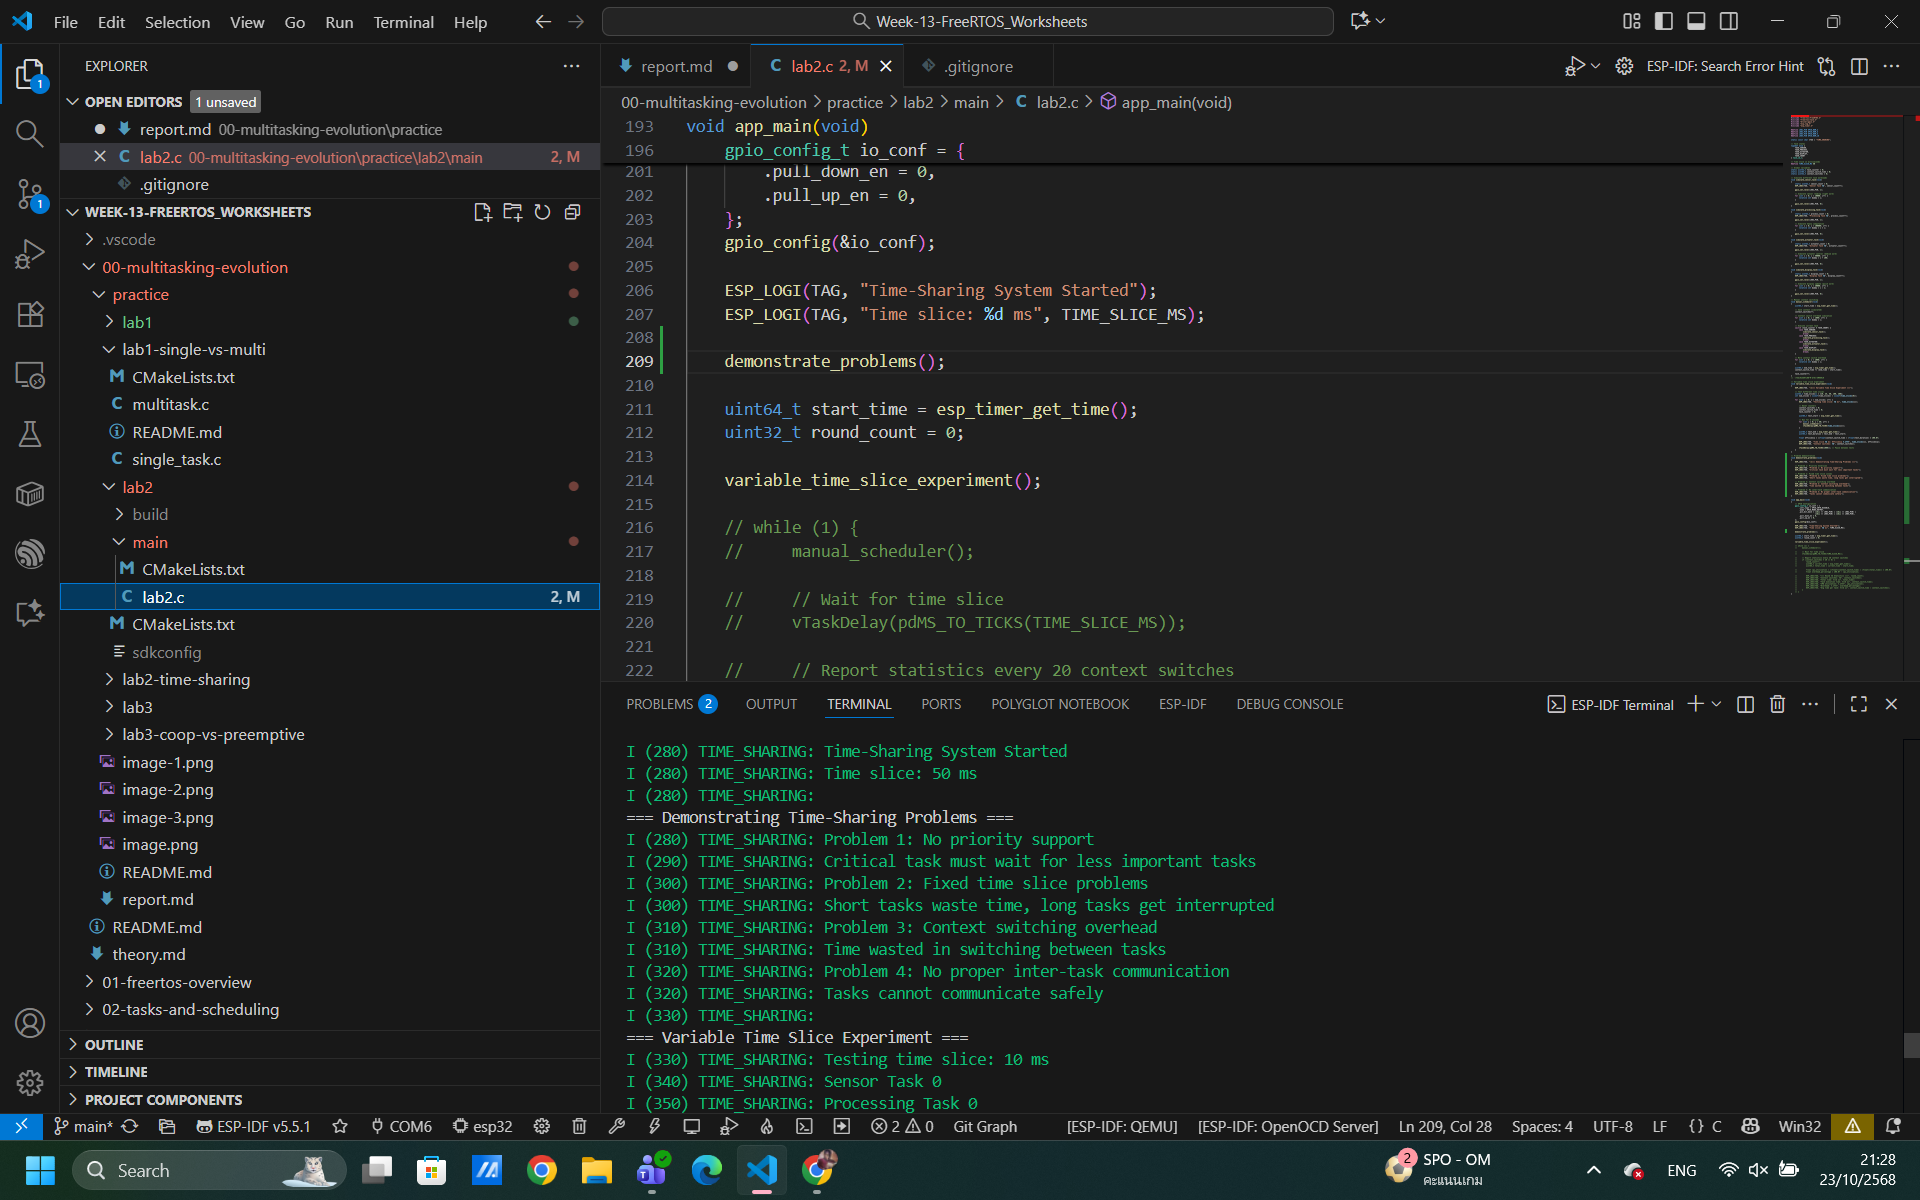 File Edit Selection View Go Run Terminal Help
Week-13-FreeRTOS_Worksheets
EXPLORER
OPEN EDITORS 1 unsaved
report.md 00-multitasking-evolution\practice
lab2.c 00-multitasking-evolution\practice\lab2\main 2, M
.gitignore
WEEK-13-FREERTOS_WORKSHEETS
.vscode
00-multitasking-evolution
practice
lab1
lab1-single-vs-multi
CMakeLists.txt
multitask.c
README.md
single_task.c
lab2
build
main
CMakeLists.txt
lab2.c 2, M
CMakeLists.txt
sdkconfig
lab2-time-sharing
lab3
lab3-coop-vs-preemptive
image-1.png
image-2.png
image-3.png
image.png
README.md
report.md
README.md
theory.md
01-freertos-overview
02-tasks-and-scheduling
OUTLINE
TIMELINE
PROJECT COMPONENTS
report.md
lab2.c 2, M
.gitignore
ESP-IDF: Search Error Hint
00-multitasking-evolution > practice > lab2 > main > C lab2.c > app_main(void)
193 void app_main(void)
196 gpio_config_t io_conf = {
201 .pull_down_en = 0,
202 .pull_up_en = 0,
203 };
204 gpio_config(&io_conf);
205
206 ESP_LOGI(TAG, "Time-Sharing System Started");
207 ESP_LOGI(TAG, "Time slice: %d ms", TIME_SLICE_MS);
208
209 demonstrate_problems();
210
211 uint64_t start_time = esp_timer_get_time();
212 uint32_t round_count = 0;
213
214 variable_time_slice_experiment();
215
216 // while (1) {
217 // manual_scheduler();
218
219 // // Wait for time slice
220 // vTaskDelay(pdMS_TO_TICKS(TIME_SLICE_MS));
221
222 // // Report statistics every 20 context switches
PROBLEMS 2 OUTPUT TERMINAL PORTS POLYGLOT NOTEBOOK ESP-IDF DEBUG CONSOLE
ESP-IDF Terminal
I (280) TIME_SHARING: Time-Sharing System Started
I (280) TIME_SHARING: Time slice: 50 ms
I (280) TIME_SHARING:
=== Demonstrating Time-Sharing Problems ===
I (280) TIME_SHARING: Problem 1: No priority support
I (290) TIME_SHARING: Critical task must wait for less important tasks
I (300) TIME_SHARING: Problem 2: Fixed time slice problems
I (300) TIME_SHARING: Short tasks waste time, long tasks get interrupted
I (310) TIME_SHARING: Problem 3: Context switching overhead
I (310) TIME_SHARING: Time wasted in switching between tasks
I (320) TIME_SHARING: Problem 4: No proper inter-task communication
I (320) TIME_SHARING: Tasks cannot communicate safely
I (330) TIME_SHARING:
=== Variable Time Slice Experiment ===
I (330) TIME_SHARING: Testing time slice: 10 ms
I (340) TIME_SHARING: Sensor Task 0
I (350) TIME_SHARING: Processing Task 0
main* ESP-IDF v5.5.1 COM6 esp32 2 0 Git Graph [ESP-IDF: QEMU] [ESP-IDF: OpenOCD Server] Ln 209, Col 28 Spaces: 4 UTF-8 LF {} C Win32
Search
2 SPO - OM
คะแนนเกม
ENG
21:28
23/10/2568